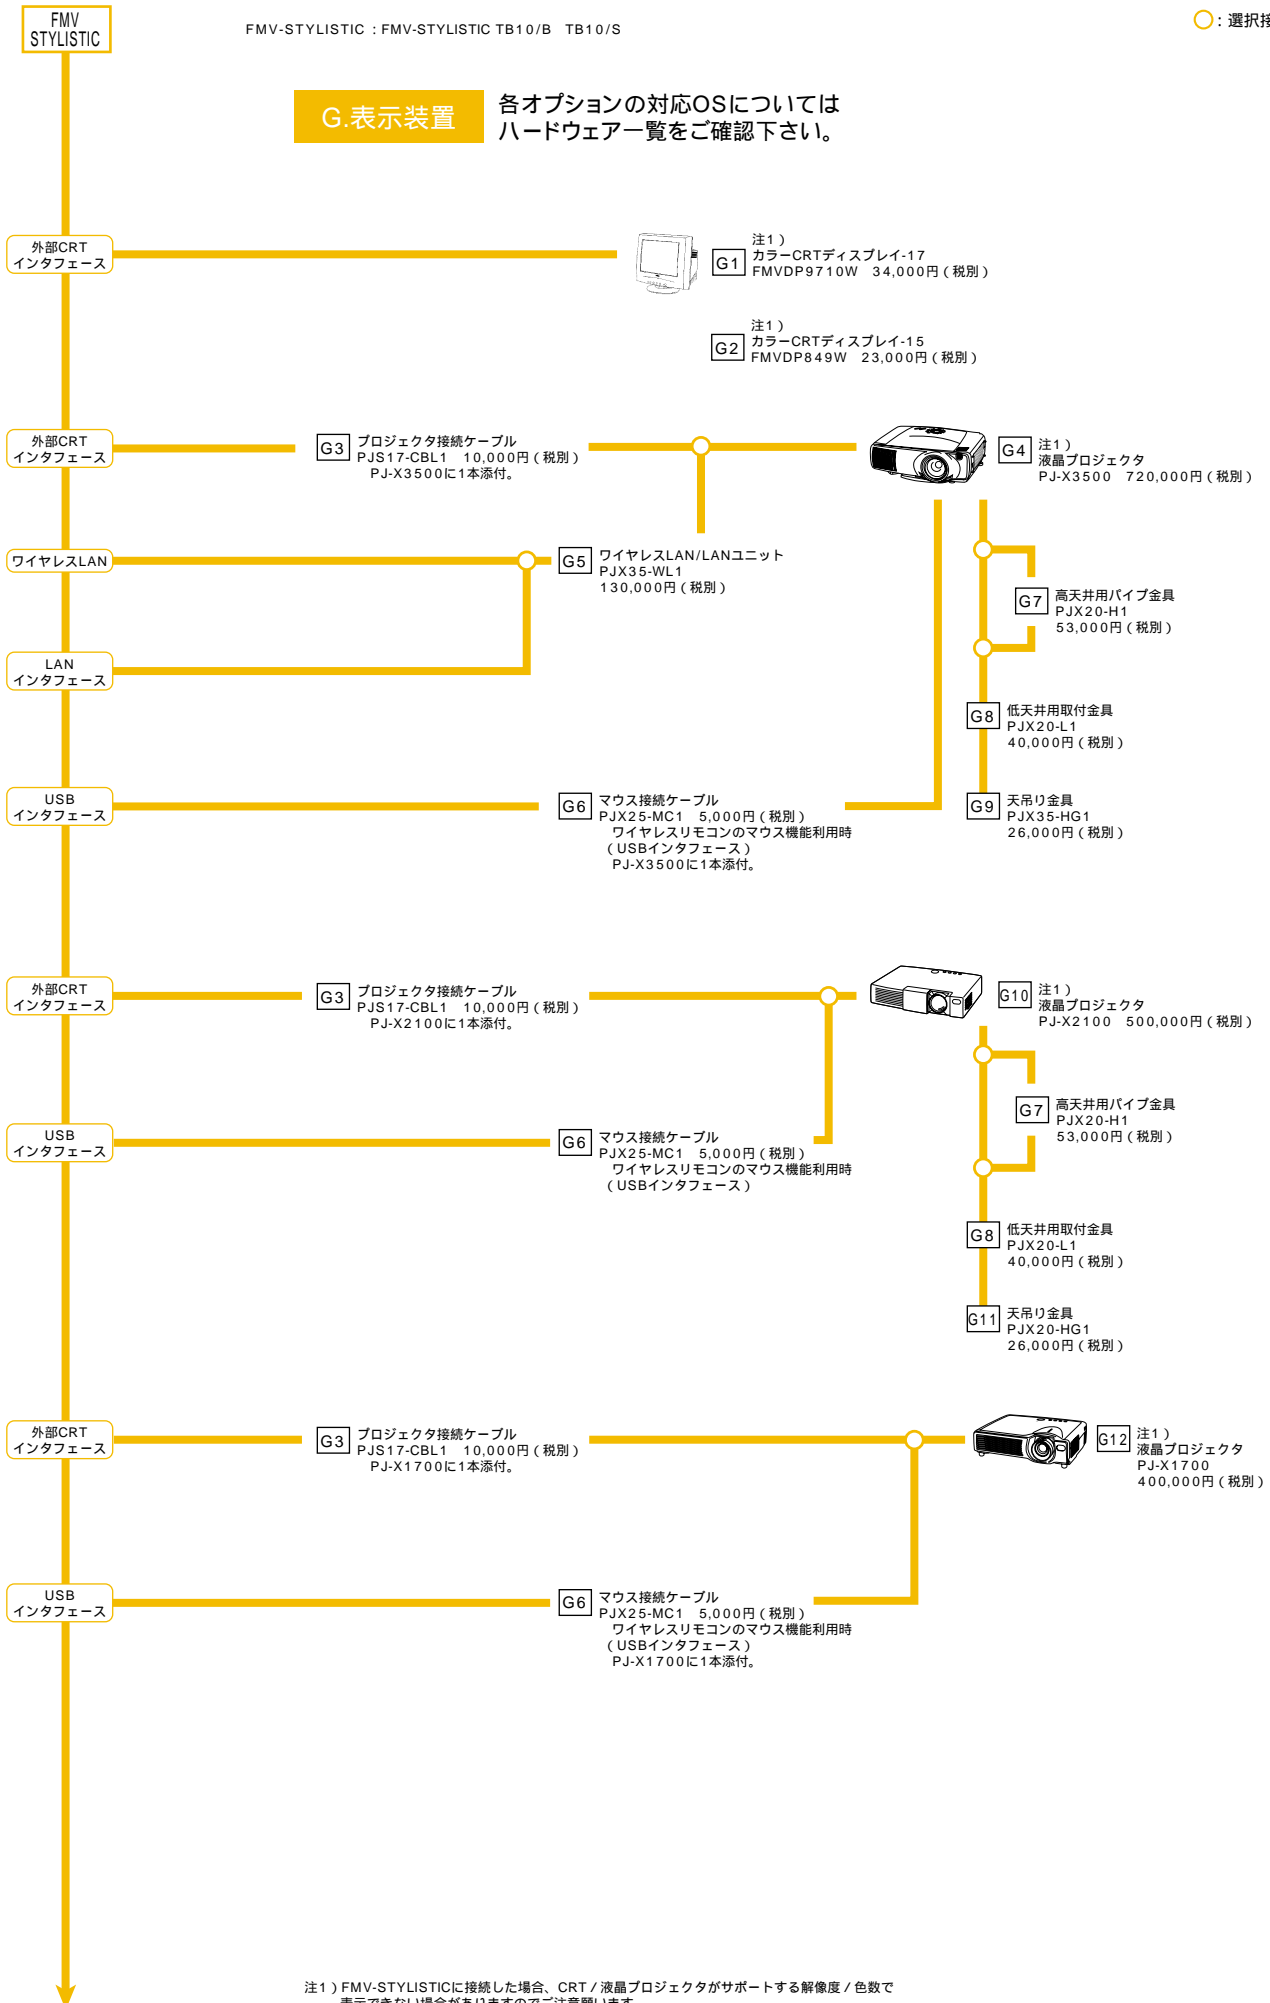 FMV
STYLISTIC
FMV-STYLISTIC：FMV-STYLISTIC TB10/B　TB10/S
：選択接
G.表示装置
各オプションの対応OSについては
ハードウェア一覧をご確認下さい。
外部CRT
インタフェース
G1
注1）
カラーCRTディスプレイ-17
FMVDP9710W　34,000円（税別）
G2
注1）
カラーCRTディスプレイ-15
FMVDP849W　23,000円（税別）
外部CRT
インタフェース
G3
プロジェクタ接続ケーブル
PJS17-CBL1　10,000円（税別）
PJ-X3500に1本添付。
G4
注1）
液晶プロジェクタ
PJ-X3500　720,000円（税別）
ワイヤレスLAN
G5
ワイヤレスLAN/LANユニット
PJX35-WL1
130,000円（税別）
G7
高天井用パイプ金具
PJX20-H1
53,000円（税別）
LAN
インタフェース
G8
低天井用取付金具
PJX20-L1
40,000円（税別）
USB
インタフェース
G6
マウス接続ケーブル
PJX25-MC1　5,000円（税別）
ワイヤレスリモコンのマウス機能利用時
（USBインタフェース）
PJ-X3500に1本添付。
G9
天吊り金具
PJX35-HG1
26,000円（税別）
外部CRT
インタフェース
G3
プロジェクタ接続ケーブル
PJS17-CBL1　10,000円（税別）
PJ-X2100に1本添付。
G10
注1）
液晶プロジェクタ
PJ-X2100　500,000円（税別）
G7
高天井用パイプ金具
PJX20-H1
53,000円（税別）
USB
インタフェース
G6
マウス接続ケーブル
PJX25-MC1　5,000円（税別）
ワイヤレスリモコンのマウス機能利用時
（USBインタフェース）
G8
低天井用取付金具
PJX20-L1
40,000円（税別）
G11
天吊り金具
PJX20-HG1
26,000円（税別）
外部CRT
インタフェース
G3
プロジェクタ接続ケーブル
PJS17-CBL1　10,000円（税別）
PJ-X1700に1本添付。
G12
注1）
液晶プロジェクタ
PJ-X1700
400,000円（税別）
USB
インタフェース
G6
マウス接続ケーブル
PJX25-MC1　5,000円（税別）
ワイヤレスリモコンのマウス機能利用時
（USBインタフェース）
PJ-X1700に1本添付。
注1）FMV-STYLISTICに接続した場合、CRT/液晶プロジェクタがサポートする解像度/色数で
表示できない場合がありますのでご注意願います